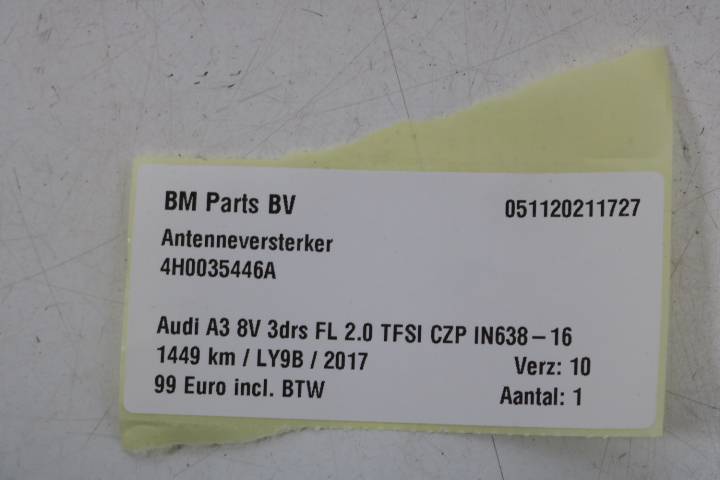 BM Parts BV 051120211727
Antenneversterker
4H0035446A
Audi A3 8V 3drs FL 2.0 TFSI CZP IN638-16
1449 km / LY9B / 2017 Verz: 10
99 Euro incl. BTW Aantal: 1